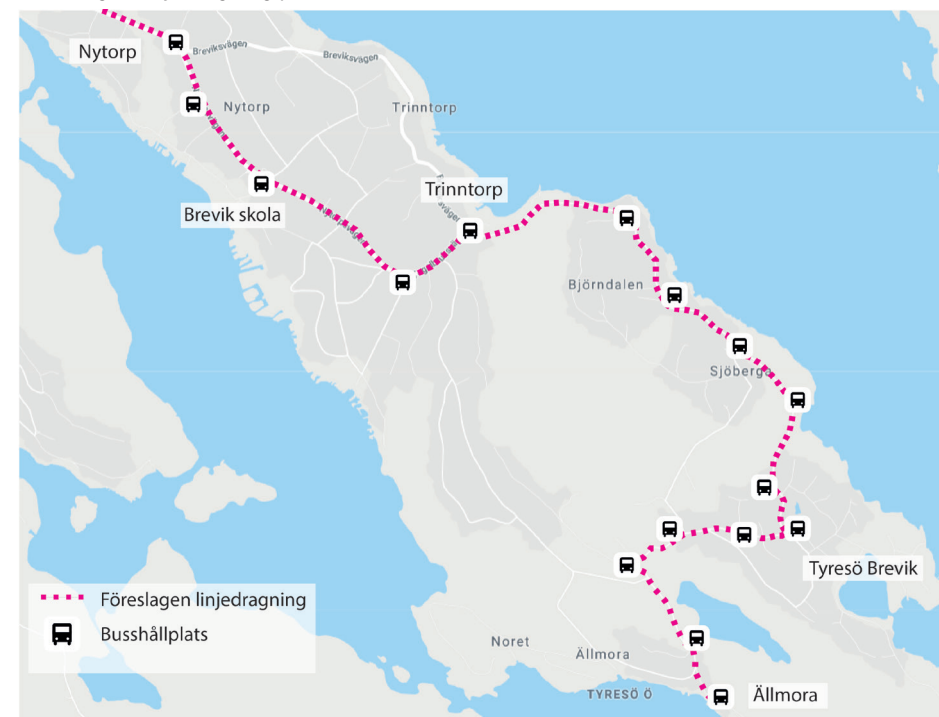 Nytorp
Breviksvägen
Breviksvägen
Nytorp
Trinntorp
Trinntorp
Brevik skola
Björndalen
Sjöberga
Tyresö Brevik
Föreslagen linjedragning
Busshållplats
Noret
Ällmora
TYRESÖ Ö
Ällmora